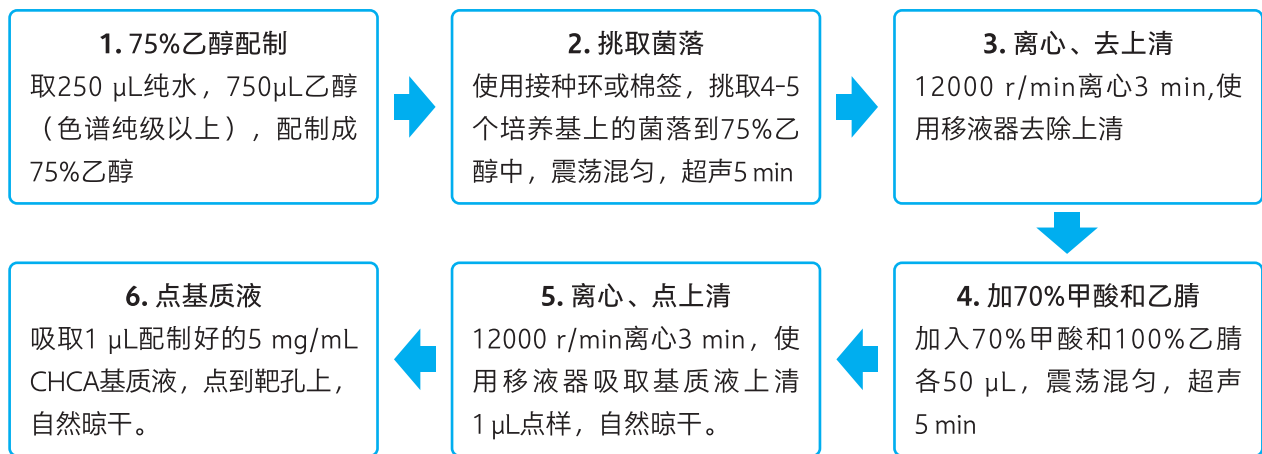 1. 75%乙醇配制
取250 μL纯水，750μL乙醇
（色谱纯级以上），配制成
75%乙醇
2. 挑取菌落
使用接种环或棉签，挑取4-5
个培养基上的菌落到75%乙
醇中，震荡混匀，超声5 min
3. 离心、去上清
12000 r/min离心3 min,使
用移液器去除上清
4. 加70%甲酸和乙腈
加入70%甲酸和100%乙腈
各50 μL，震荡混匀，超声
5 min
5. 离心、点上清
12000 r/min离心3 min，使
用移液器吸取基质液上清
1 μL点样，自然晾干。
6. 点基质液
吸取1 μL配制好的5 mg/mL
CHCA基质液，点到靶孔上，
自然晾干。